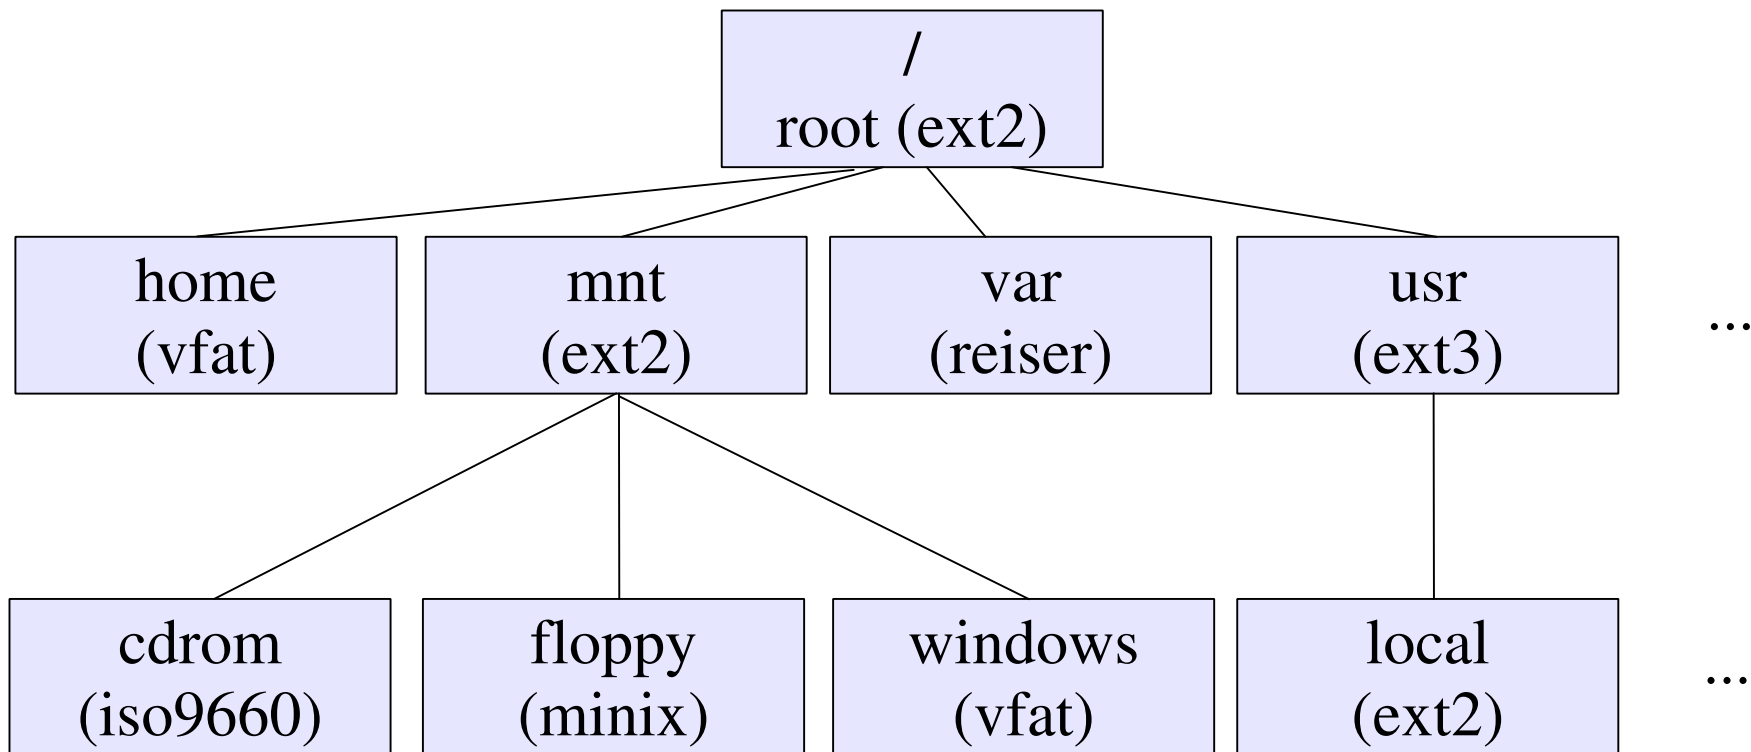 /
root (ext2)
home
(vfat)
mnt
(ext2)
var
(reiser)
usr
(ext3)
...
cdrom
(iso9660)
floppy
(minix)
windows
(vfat)
local
(ext2)
...